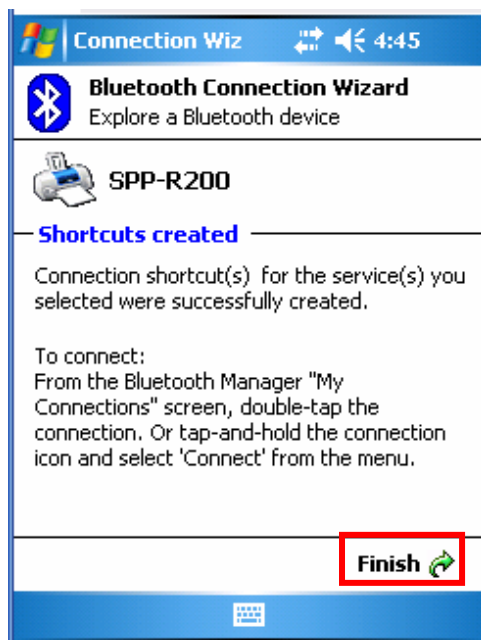 Connection Wiz 4:45
Bluetooth Connection Wizard
Explore a Bluetooth device
SPP-R200
Shortcuts created
Connection shortcut(s) for the service(s) you
selected were successfully created.
To connect:
From the Bluetooth Manager "My
Connections" screen, double-tap the
connection. Or tap-and-hold the connection
icon and select 'Connect' from the menu.
Finish